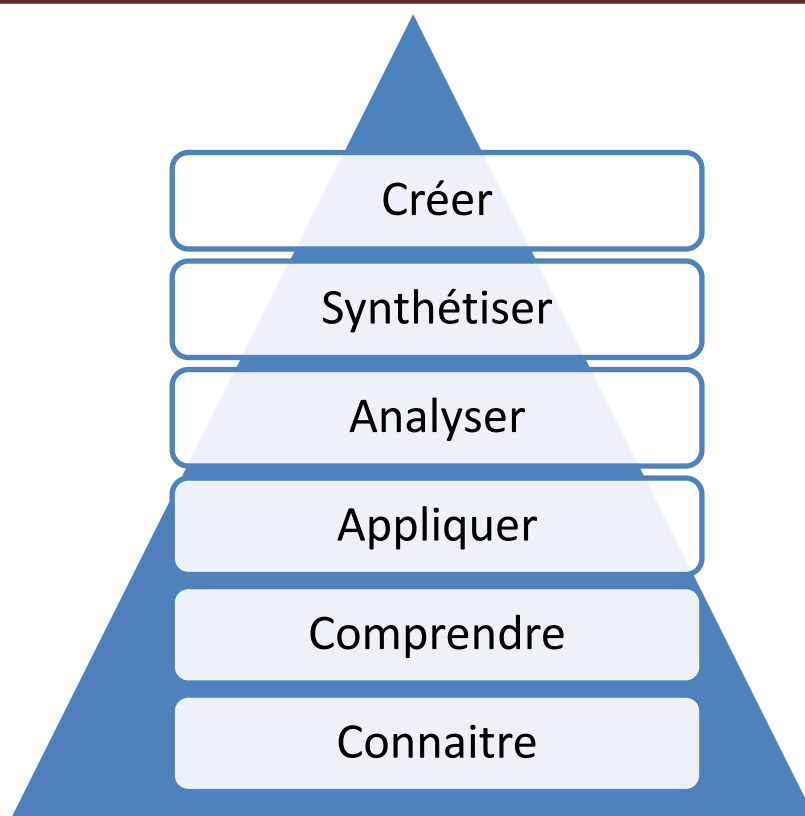 Créer
Synthétiser
Analyser
Appliquer
Comprendre
Connaitre